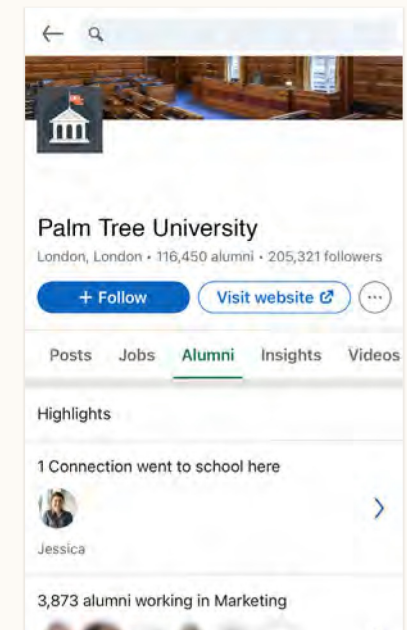 Palm Tree University
London, London • 116,450 alumni • 205,321 followers
+ Follow
Visit website
Posts Jobs Alumni Insights Videos
Highlights
1 Connection went to school here
Jessica
3,873 alumni working in Marketing